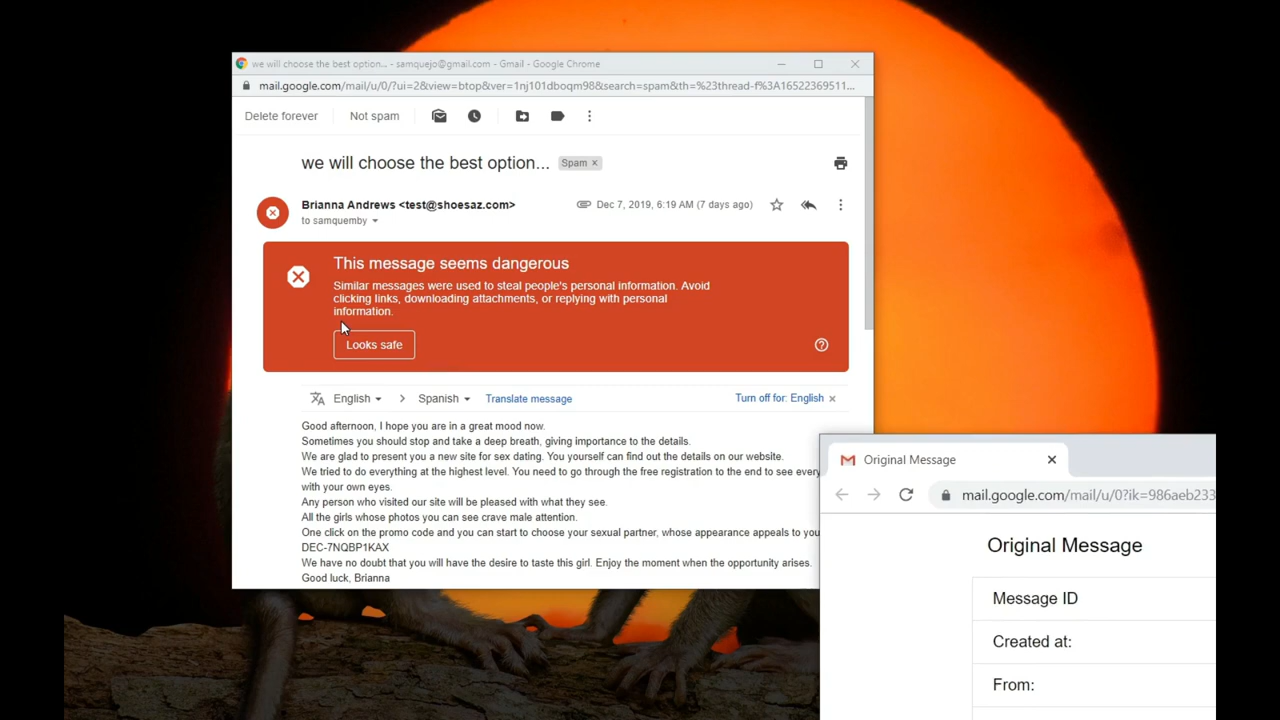 we will choose the best option... - samquejo@gmail.com - Gmail - Google Chrome
mail.google.com/mail/u/0/?ui=2&view=btop&ver=1nj101dboqm98&search=spam&th=%23thread-f%3A16522369511...
Delete forever Not spam
we will choose the best option... Spam ×
Brianna Andrews <test@shoesaz.com> Dec 7, 2019, 6:19 AM (7 days ago)
to samquemby
This message seems dangerous
Similar messages were used to steal people's personal information. Avoid
clicking links, downloading attachments, or replying with personal
information.
Looks safe
English > Spanish Translate message Turn off for: English ×
Good afternoon, I hope you are in a great mood now.
Sometimes you should stop and take a deep breath, giving importance to the details.
We are glad to present you a new site for sex dating. You yourself can find out the details on our website.
We tried to do everything at the highest level. You need to go through the free registration to the end to see every
with your own eyes.
Any person who visited our site will be pleased with what they see.
All the girls whose photos you can see crave male attention.
One click on the promo code and you can start to choose your sexual partner, whose appearance appeals to you
DEC-7NQBP1KAX
We have no doubt that you will have the desire to taste this girl. Enjoy the moment when the opportunity arises.
Good luck, Brianna
Original Message
mail.google.com/mail/u/0?ik=986aeb233
Original Message
Message ID
Created at:
From: